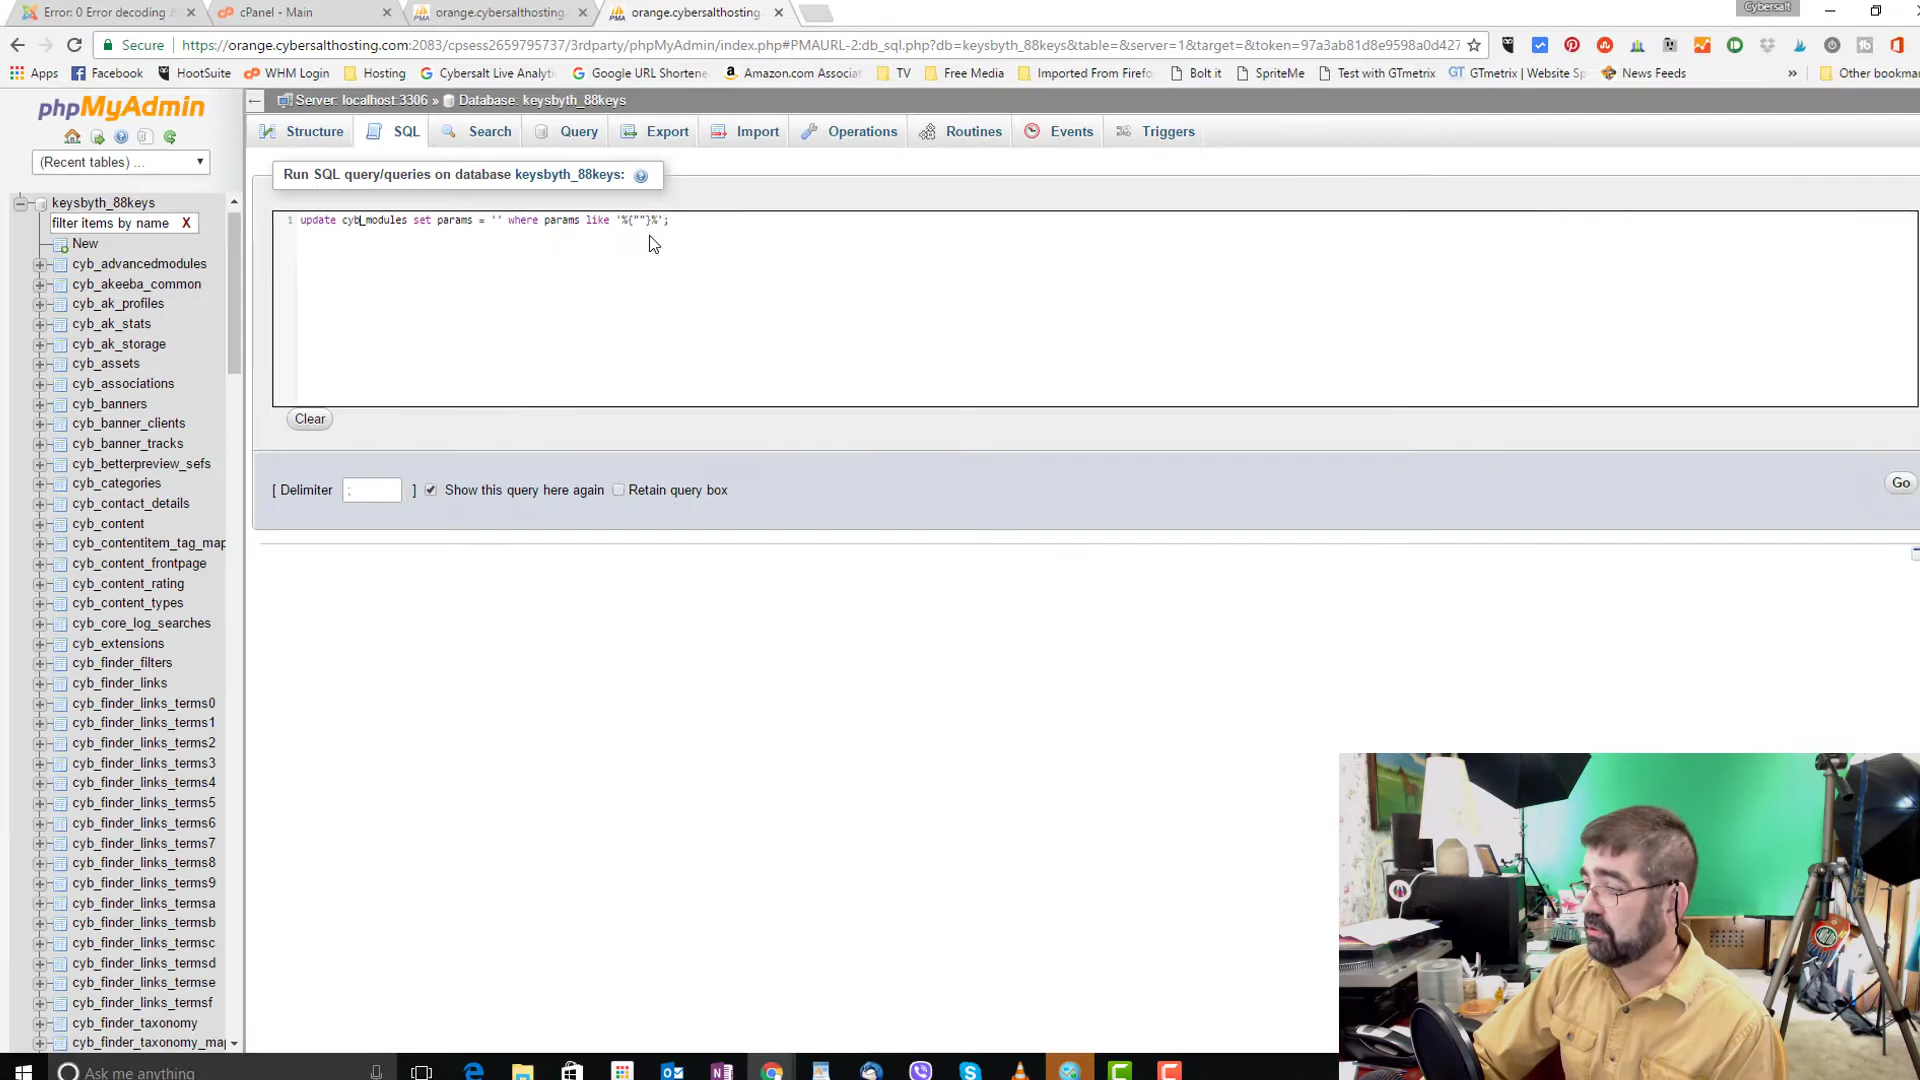 Error: 0 Error decoding
cPanel - Main
orange.cybersalthosting.
orange.cybersalthosting.
Cybersalt
Secure
https://orange.cybersalthosting.com:2083/cpsess2659795737/3rdparty/phpMyAdmin/index.php#PMAURL-2:db_sql.php?db=keysbyth_88keys&table=&server=1&target=&token=97a3ab81d8e9598a0d427
Apps
Facebook
HootSuite
WHM Login
Hosting
Cybersalt Live Analyti
Google URL Shortene
Amazon.com Associat
TV
Free Media
Imported From Firefo
Bolt it
SpriteMe
Test with GTmetrix
GTmetrix | Website Sp
News Feeds
Other bookma
phpMyAdmin
(Recent tables) ...
Server: localhost:3306 » Database: keysbyth_88keys
Structure
SQL
Search
Query
Export
Import
Operations
Routines
Events
Triggers
Run SQL query/queries on database keysbyth_88keys:
1 update cyb_modules set params = '' where params like '%{""}%';
Clear
[ Delimiter ; ]
Show this query here again
Retain query box
Go
keysbyth_88keys
filter items by name X
New
cyb_advancedmodules
cyb_akeeba_common
cyb_ak_profiles
cyb_ak_stats
cyb_ak_storage
cyb_assets
cyb_associations
cyb_banners
cyb_banner_clients
cyb_banner_tracks
cyb_betterpreview_sefs
cyb_categories
cyb_contact_details
cyb_content
cyb_contentitem_tag_map
cyb_content_frontpage
cyb_content_rating
cyb_content_types
cyb_core_log_searches
cyb_extensions
cyb_finder_filters
cyb_finder_links
cyb_finder_links_terms0
cyb_finder_links_terms1
cyb_finder_links_terms2
cyb_finder_links_terms3
cyb_finder_links_terms4
cyb_finder_links_terms5
cyb_finder_links_terms6
cyb_finder_links_terms7
cyb_finder_links_terms8
cyb_finder_links_terms9
cyb_finder_links_termsa
cyb_finder_links_termsb
cyb_finder_links_termsc
cyb_finder_links_termsd
cyb_finder_links_termse
cyb_finder_links_termsf
cyb_finder_taxonomy
cyb_finder_taxonomy_map
Ask me anything